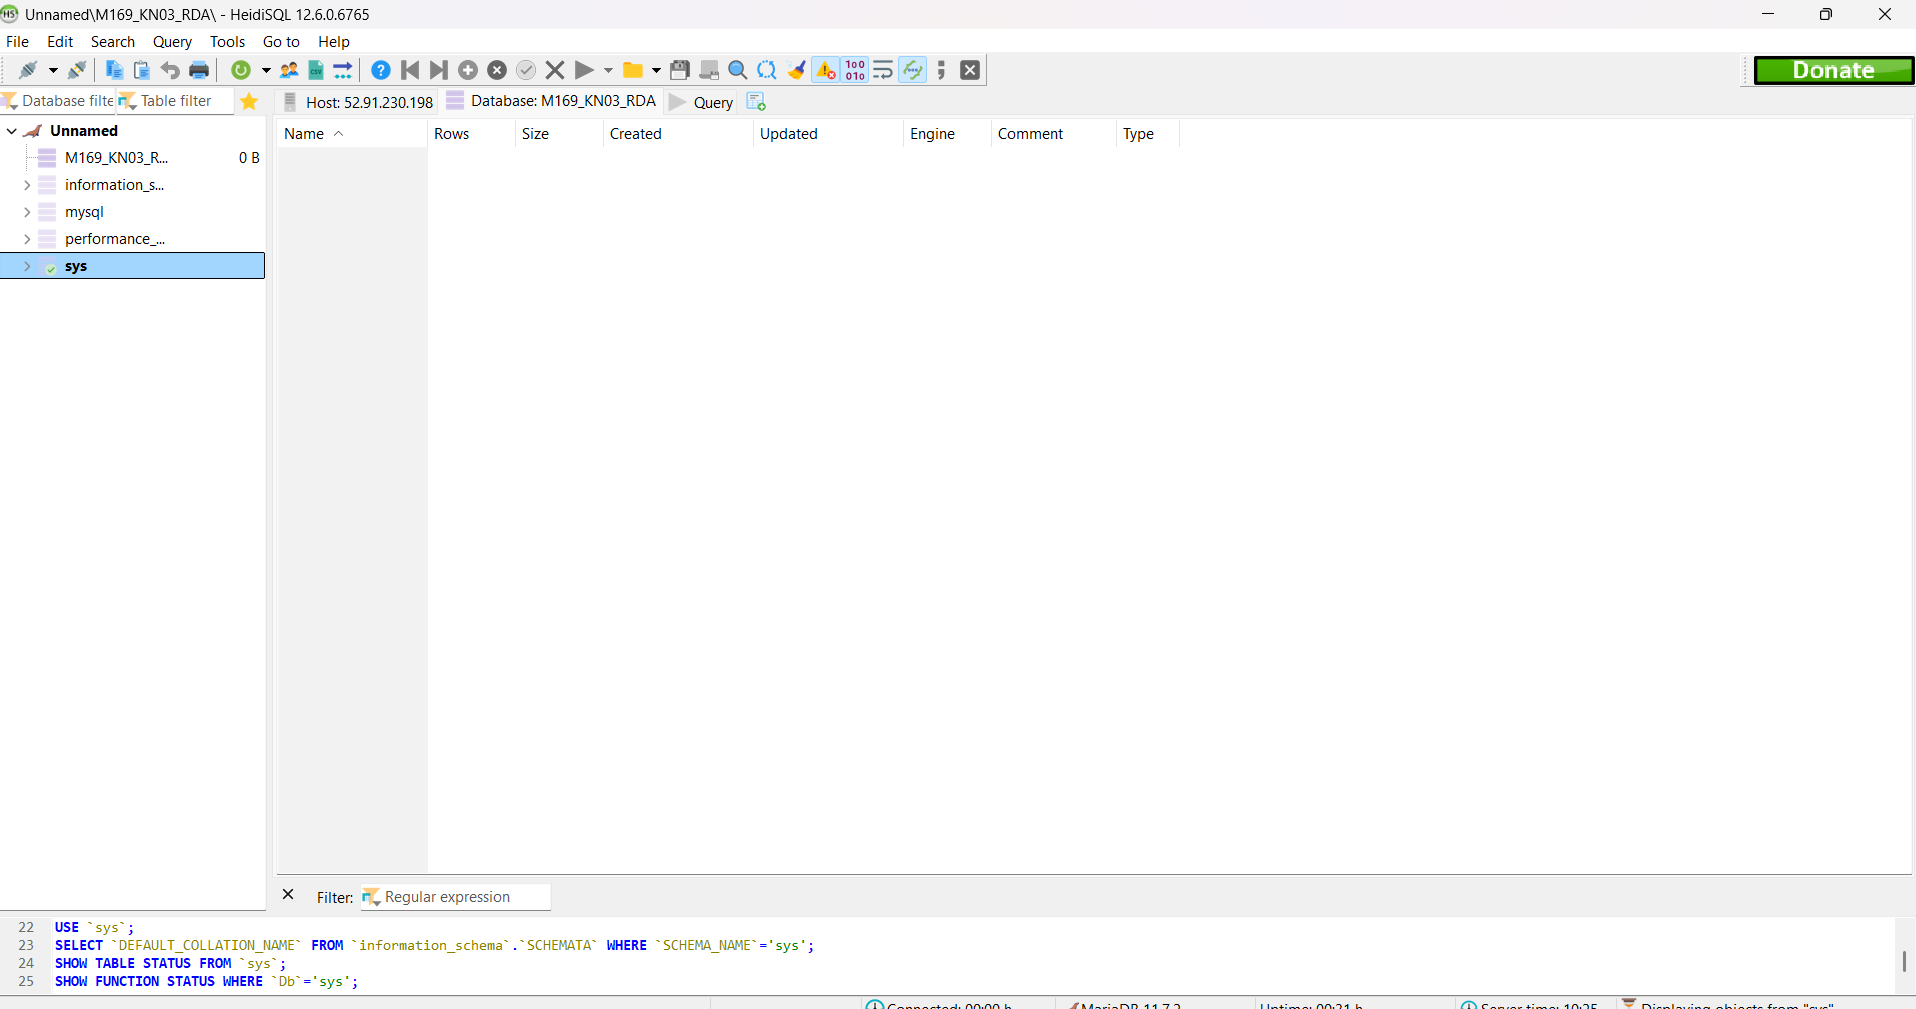 Unnamed\M169_KN03_RDA\ - HeidiSQL 12.6.0.6765
File Edit Search Query Tools Go to Help
Donate
Database filte Table filter Host: 52.91.230.198 Database: M169_KN03_RDA Query
Unnamed
M169_KN03_R... 0 B
information_s...
mysql
performance_...
sys
Name Rows Size Created Updated Engine Comment Type
Filter: Regular expression
22 USE `sys`;
23 SELECT `DEFAULT_COLLATION_NAME` FROM `information_schema`.`SCHEMATA` WHERE `SCHEMA_NAME`='sys';
24 SHOW TABLE STATUS FROM `sys`;
25 SHOW FUNCTION STATUS WHERE `Db`='sys';
Connected: 00:00 h MariaDB 11.7.2 Uptime: 00:31 h Server time: 10:25 Displaying objects from "sys"